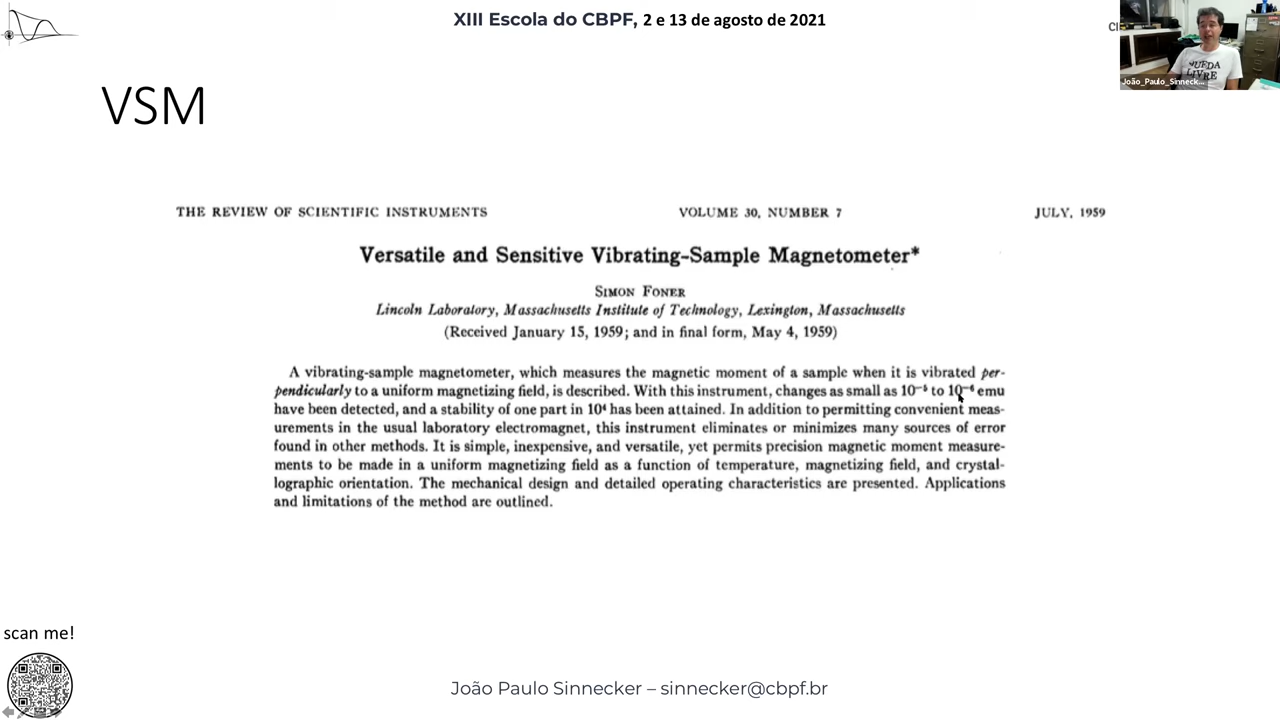 XIII Escola do CBPF, 2 e 13 de agosto de 2021
João_Paulo_Sinneck...
QUEDA
LIVRE
VSM
THE REVIEW OF SCIENTIFIC INSTRUMENTS VOLUME 30, NUMBER 7 JULY, 1959
Versatile and Sensitive Vibrating-Sample Magnetometer*
SIMON FONER
Lincoln Laboratory, Massachusetts Institute of Technology, Lexington, Massachusetts
(Received January 15, 1959; and in final form, May 4, 1959)
A vibrating-sample magnetometer, which measures the magnetic moment of a sample when it is vibrated per-
pendicularly to a uniform magnetizing field, is described. With this instrument, changes as small as 10⁻⁵ to 10⁻⁶ emu
have been detected, and a stability of one part in 10⁴ has been attained. In addition to permitting convenient meas-
urements in the usual laboratory electromagnet, this instrument eliminates or minimizes many sources of error
found in other methods. It is simple, inexpensive, and versatile, yet permits precision magnetic moment measure-
ments to be made in a uniform magnetizing field as a function of temperature, magnetizing field, and crystal-
lographic orientation. The mechanical design and detailed operating characteristics are presented. Applications
and limitations of the method are outlined.
scan me!
João Paulo Sinnecker – sinnecker@cbpf.br